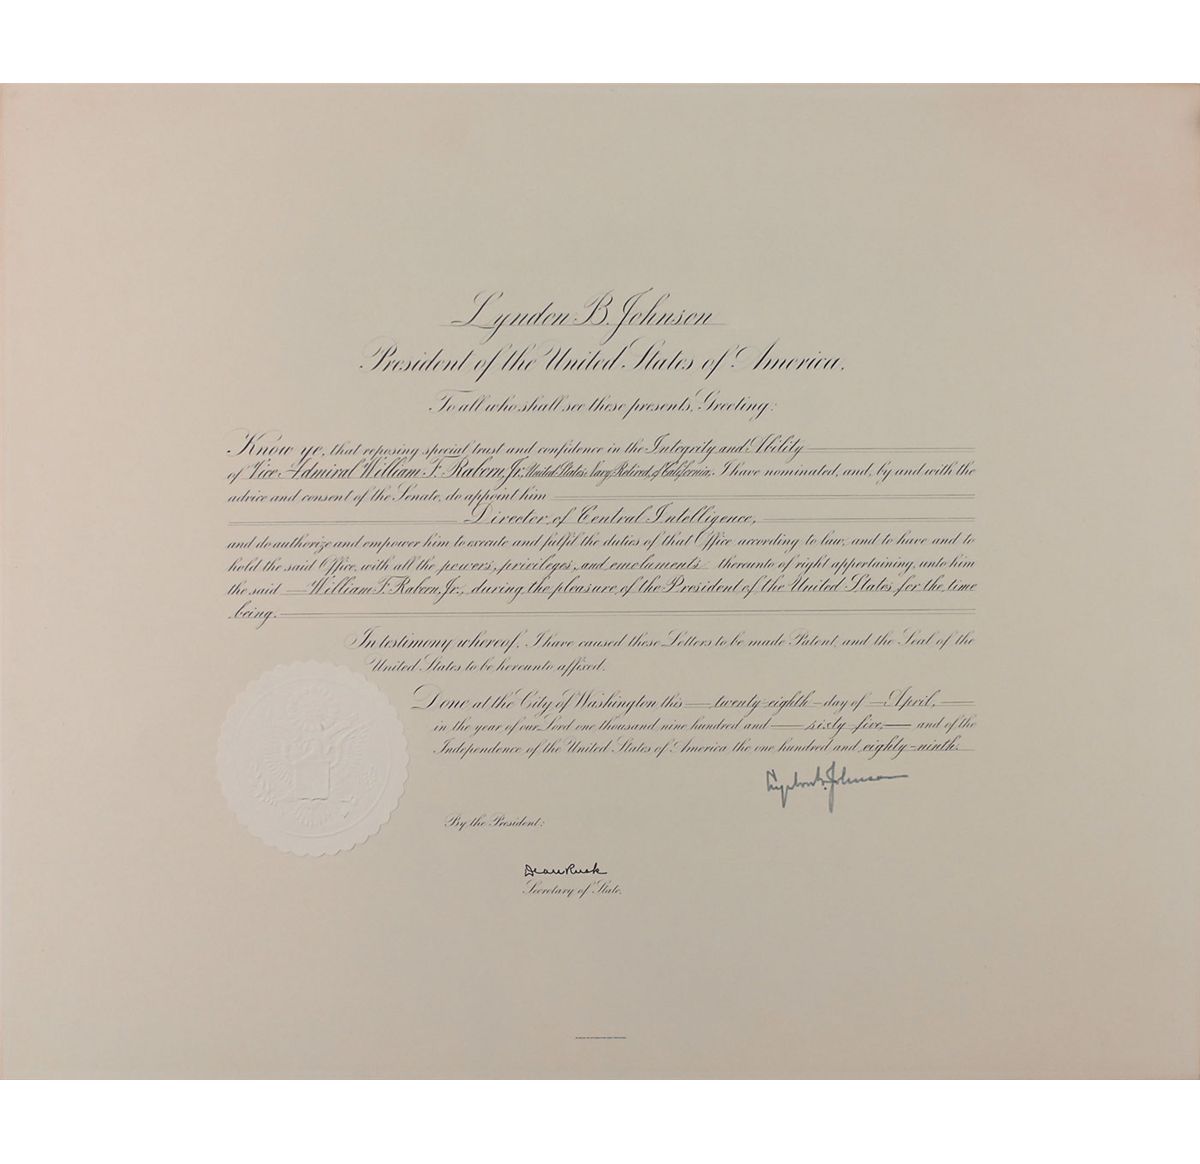 Lyndon B. Johnson
President of the United States of America.
To all who shall see these presents, Greeting:
Know ye, that reposing special trust and confidence in the Integrity and Ability
of Vice Admiral William F. Raborn, Jr., United States Navy, Retired, of California, I have nominated, and, by and with the
advice and consent of the Senate, do appoint him
Director of Central Intelligence,
and do authorize and empower him to execute and fulfil the duties of that Office according to law, and to have and to
hold the said Office, with all the powers, privileges, and emoluments thereunto of right appertaining, unto him
the said William F. Raborn, Jr., during the pleasure of the President of the United States for the time
being.
In testimony whereof, I have caused these Letters to be made Patent, and the Seal of the
United States to be hereunto affixed.
Done at the City of Washington this twenty-eighth day of April,
in the year of our Lord one thousand nine hundred and sixty-five, and of the
Independence of the United States of America the one hundred and eighty-ninth.
Lyndon B. Johnson
By the President:
Dean Rusk
Secretary of State.